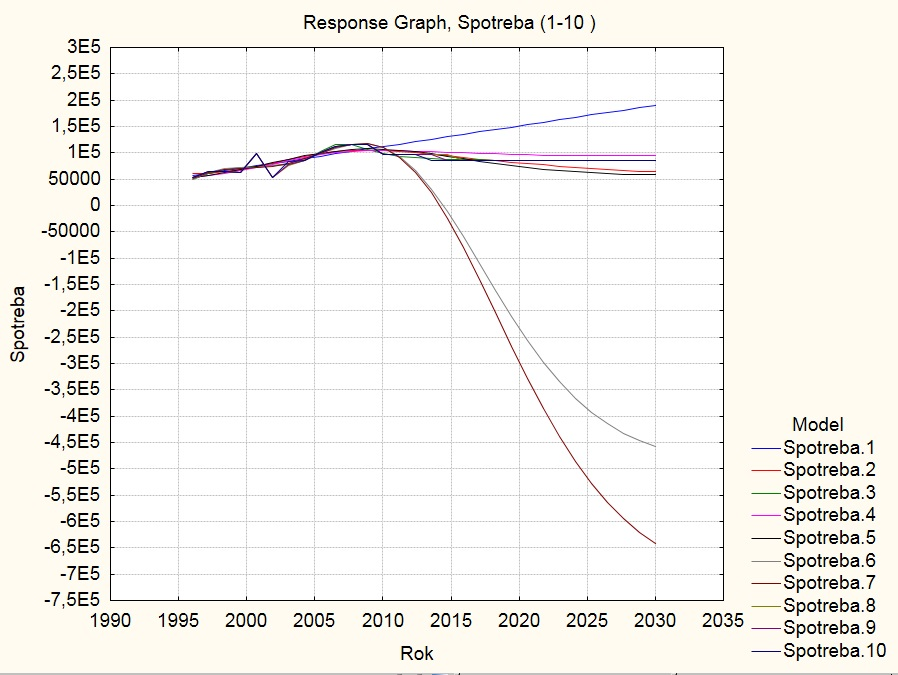 Response Graph, Spotreba (1-10 )
3E5
2,5E5
2E5
1,5E5
1E5
50000
0
-50000
-1E5
-1,5E5
-2E5
-2,5E5
-3E5
-3,5E5
-4E5
-4,5E5
-5E5
-5,5E5
-6E5
-6,5E5
-7E5
-7,5E5
Spotreba
1990 1995 2000 2005 2010 2015 2020 2025 2030 2035
Rok
Model
Spotreba.1
Spotreba.2
Spotreba.3
Spotreba.4
Spotreba.5
Spotreba.6
Spotreba.7
Spotreba.8
Spotreba.9
Spotreba.10